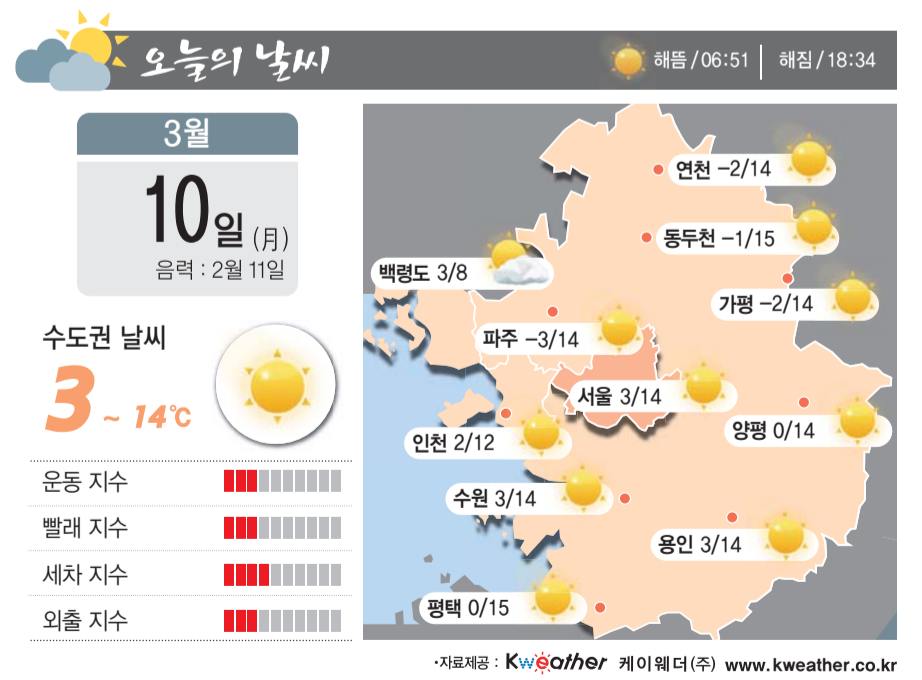 오늘의 날씨
해뜸/06:51 해짐/18:34
3월
10일(月)
음력 : 2월 11일
수도권 날씨
3 ~ 14℃
운동 지수
빨래 지수
세차 지수
외출 지수
연천 −2/14
동두천 −1/15
백령도 3/8
가평 −2/14
파주 −3/14
서울 3/14
양평 0/14
인천 2/12
수원 3/14
용인 3/14
평택 0/15
•자료제공 : Kweather 케이웨더(주) www.kweather.co.kr